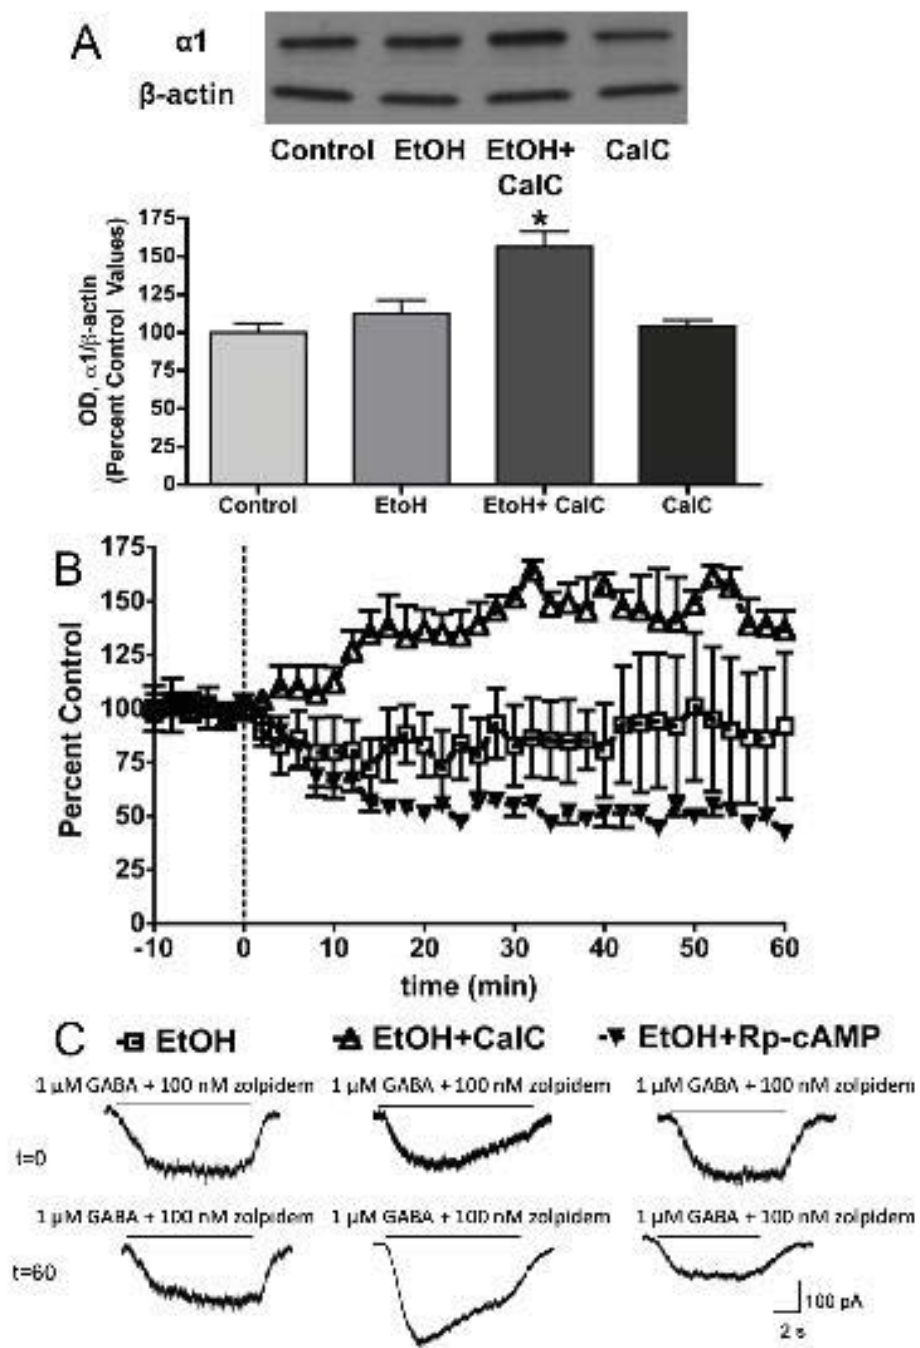 A
α1
β-actin
Control EtOH EtOH+ CalC
CalC
*
OD, α1/β-actin
(Percent Control Values)
175
150
125
100
75
50
25
0
Control EtoH EtoH+ CalC CalC
B
Percent Control
175
150
125
100
75
50
25
0
-10 0 10 20 30 40 50 60
time (min)
C
EtOH EtOH+CalC EtOH+Rp-cAMP
1 µM GABA + 100 nM zolpidem 1 µM GABA + 100 nM zolpidem 1 µM GABA + 100 nM zolpidem
t=0
1 µM GABA + 100 nM zolpidem 1 µM GABA + 100 nM zolpidem 1 µM GABA + 100 nM zolpidem
t=60
100 pA
2 s